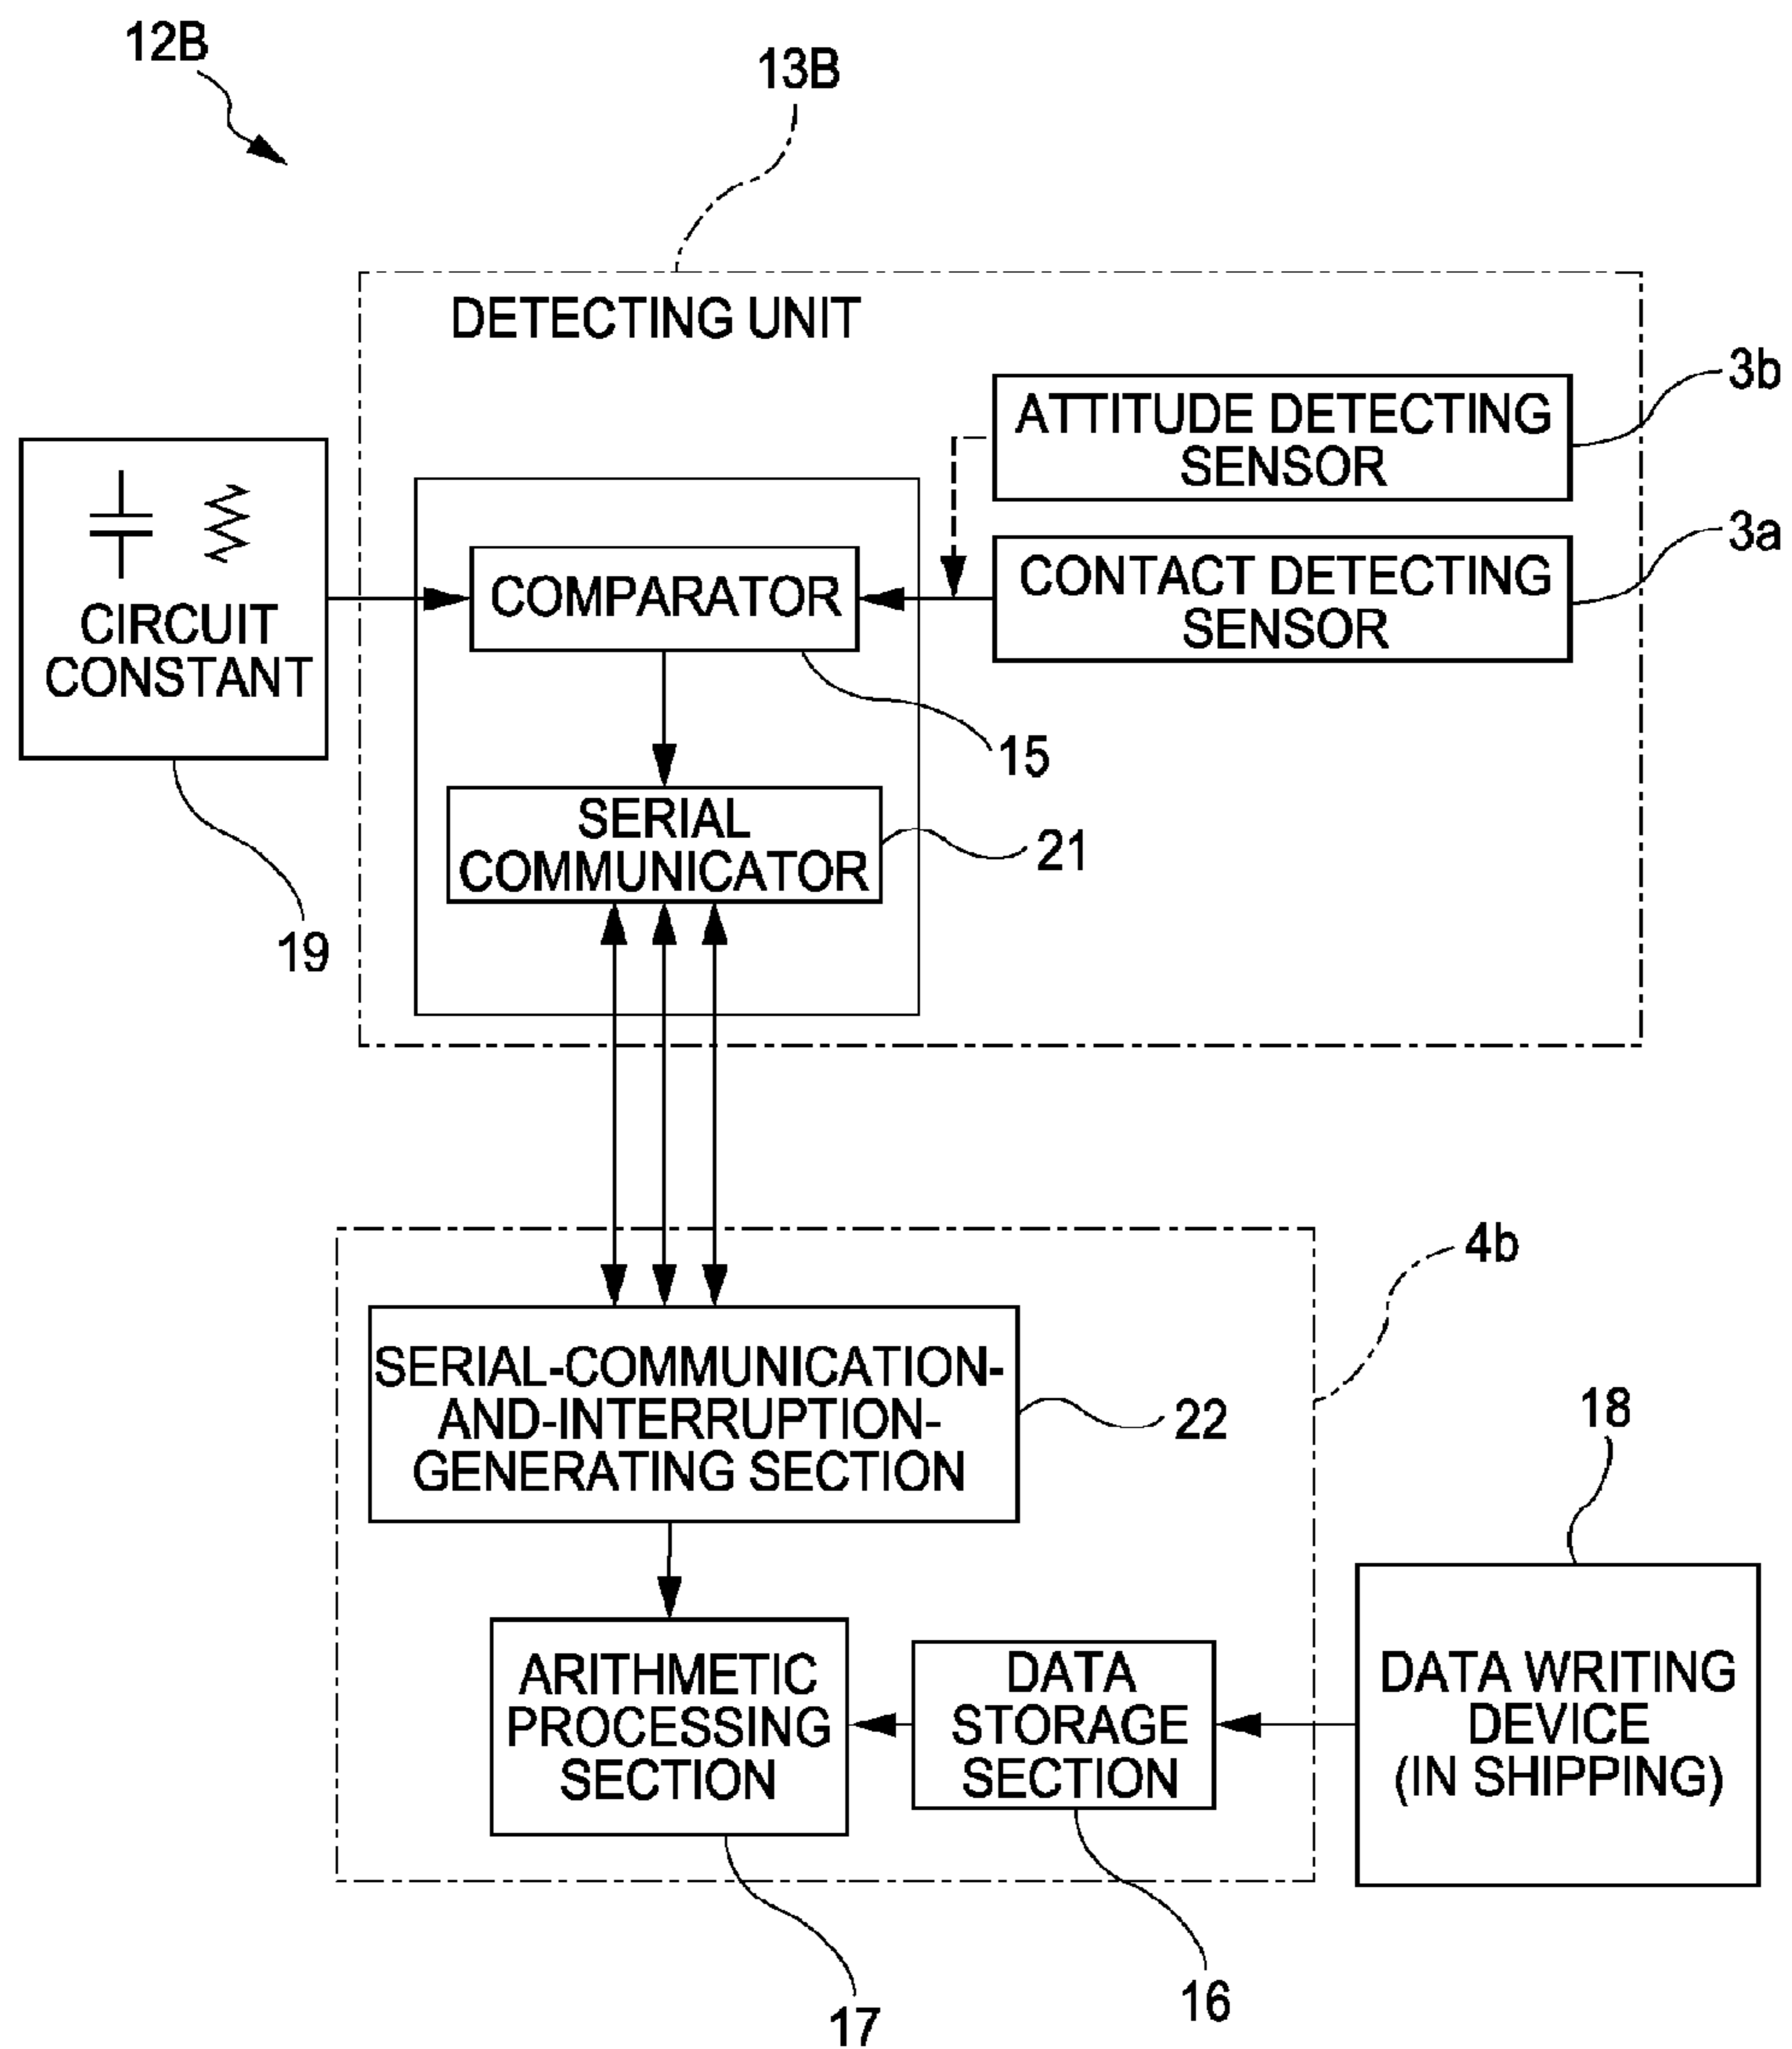 12B
13B
DETECTING UNIT
3b
ATTITUDE DETECTING
SENSOR
3a
CONTACT DETECTING
SENSOR
COMPARATOR
CIRCUIT
CONSTANT
15
SERIAL
COMMUNICATOR
21
19
4b
SERIAL-COMMUNICATION-
AND-INTERRUPTION-
GENERATING SECTION
22
18
ARITHMETIC
PROCESSING
SECTION
DATA
STORAGE
SECTION
DATA WRITING
DEVICE
(IN SHIPPING)
16
17